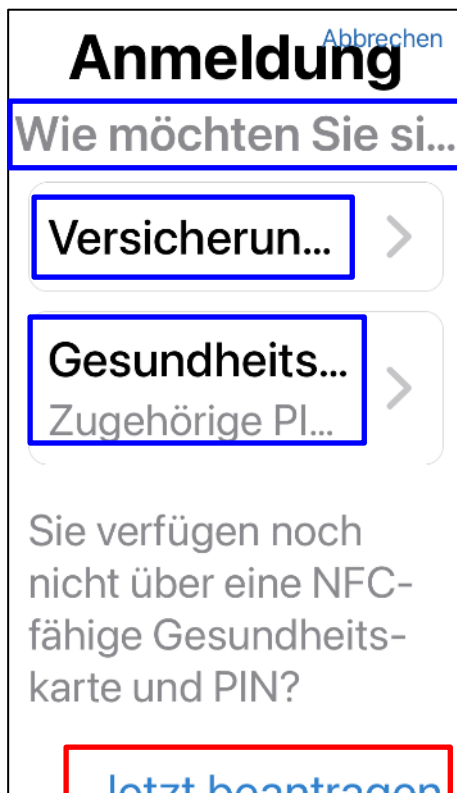 Abbrechen
Anmeldung
Wie möchten Sie si...
Versicherun...
Gesundheits...
Zugehörige PI...
Sie verfügen noch
nicht über eine NFC-
fähige Gesundheits-
karte und PIN?
Jetzt beantragen